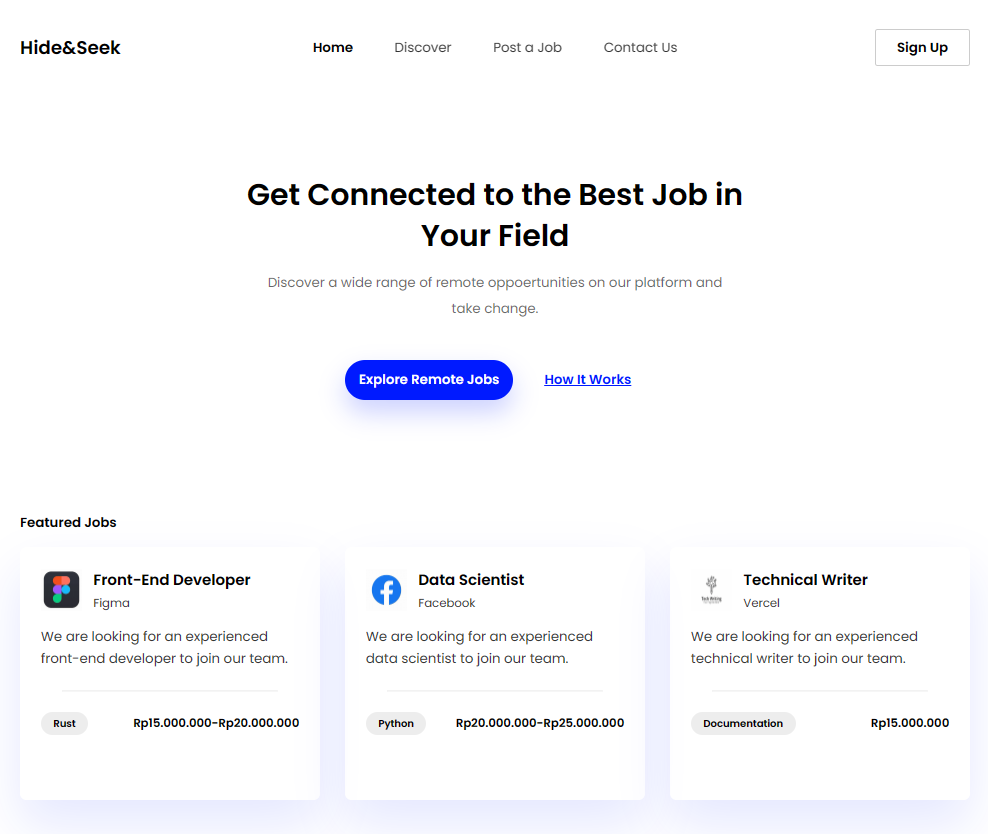 Hide&Seek
Home
Discover
Post a Job
Contact Us
Sign Up
Get Connected to the Best Job in
Your Field
Discover a wide range of remote oppoertunities on our platform and
take change.
Explore Remote Jobs
How It Works
Featured Jobs
Front-End Developer
Figma
We are looking for an experienced
front-end developer to join our team.
Rust
Rp15.000.000-Rp20.000.000
Data Scientist
Facebook
We are looking for an experienced
data scientist to join our team.
Python
Rp20.000.000-Rp25.000.000
Technical Writer
Vercel
We are looking for an experienced
technical writer to join our team.
Documentation
Rp15.000.000